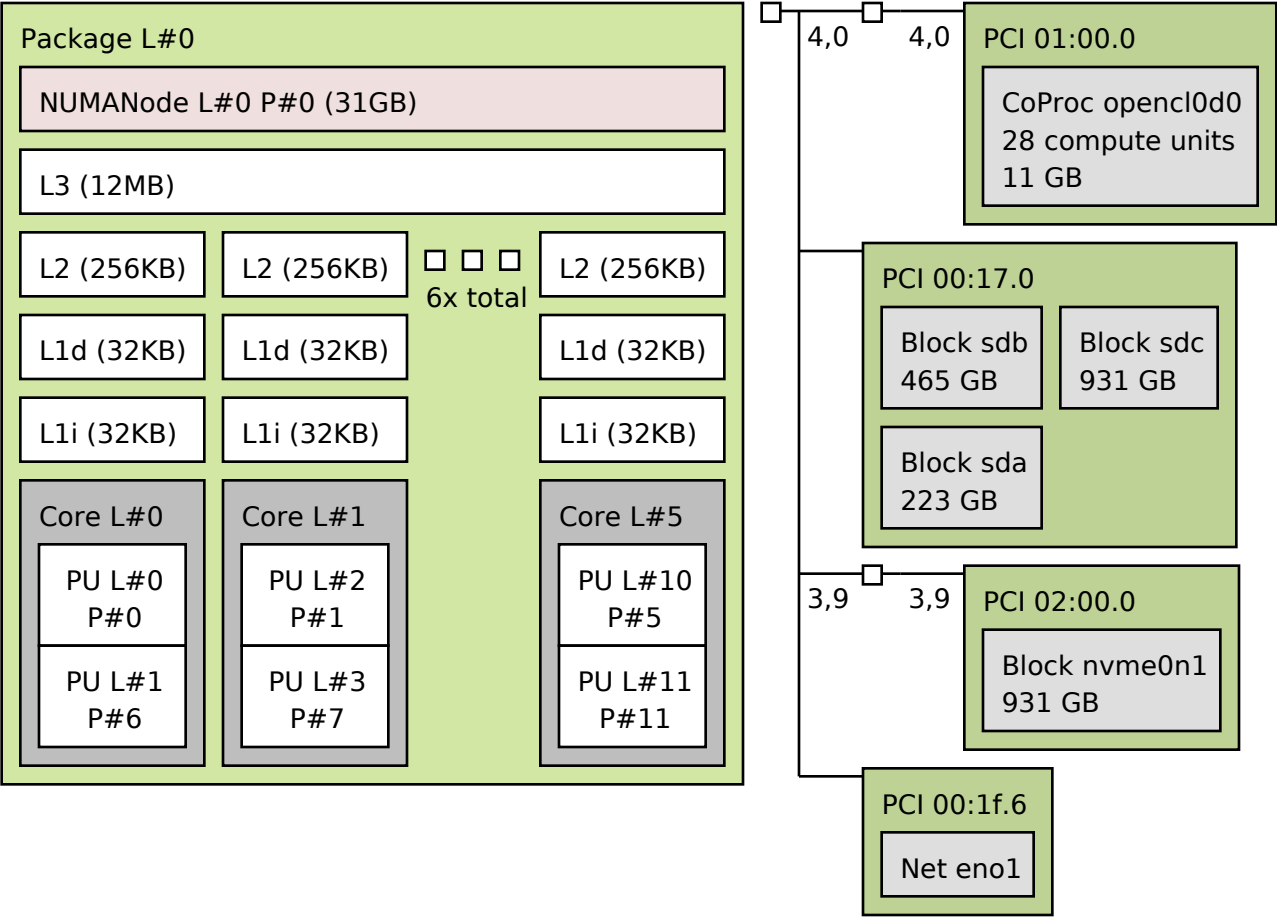 Package L#0
NUMANode L#0 P#0 (31GB)
L3 (12MB)
L2 (256KB)
L2 (256KB)
6x total
L2 (256KB)
L1d (32KB)
L1d (32KB)
L1d (32KB)
L1i (32KB)
L1i (32KB)
L1i (32KB)
Core L#0
PU L#0
P#0
PU L#1
P#6
Core L#1
PU L#2
P#1
PU L#3
P#7
Core L#5
PU L#10
P#5
PU L#11
P#11
4,0
4,0
PCI 01:00.0
CoProc opencl0d0
28 compute units
11 GB
PCI 00:17.0
Block sdb
465 GB
Block sdc
931 GB
Block sda
223 GB
3,9
3,9
PCI 02:00.0
Block nvme0n1
931 GB
PCI 00:1f.6
Net eno1